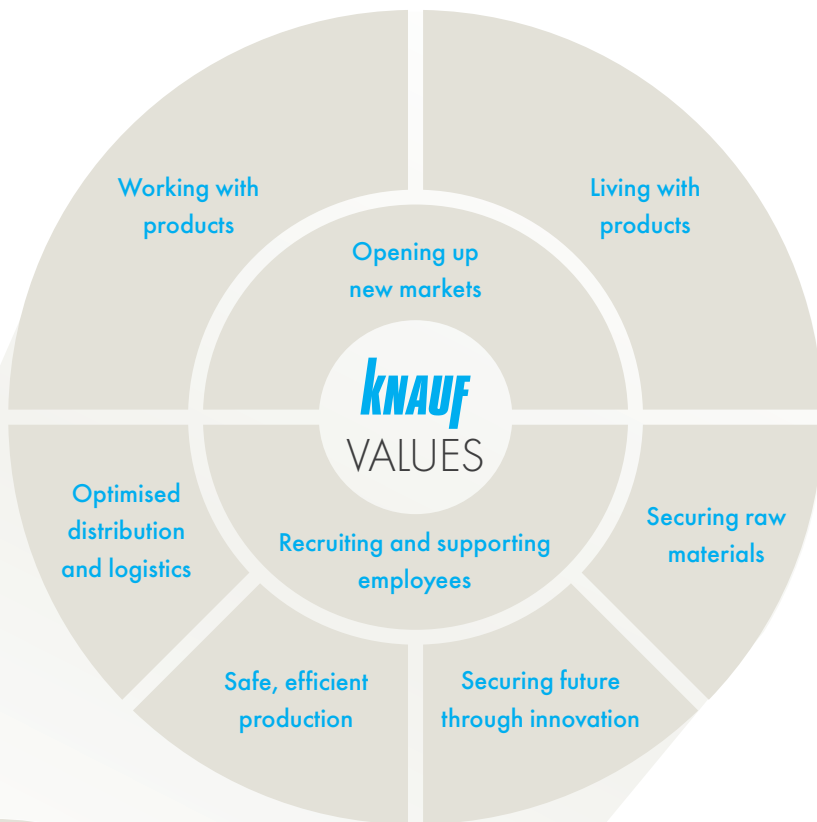 Working with
products
Living with
products
Opening up
new markets
KNAUF
VALUES
Optimised
distribution
and logistics
Recruiting and supporting
employees
Securing raw
materials
Safe, efficient
production
Securing future
through innovation